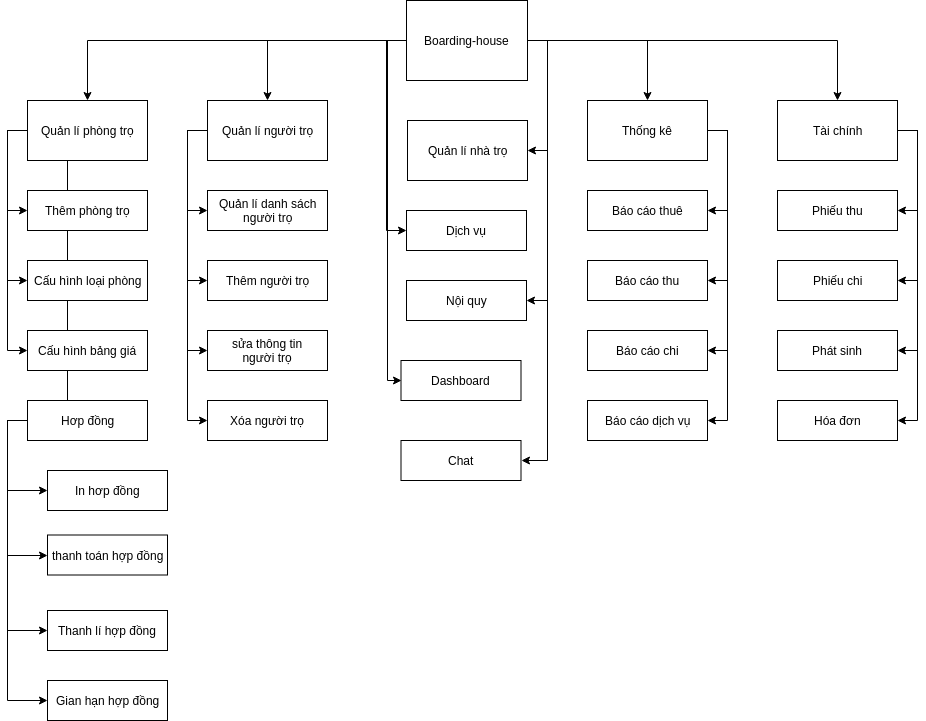 Boarding-house
Quản lí phòng trọ
Thêm phòng trọ
Cấu hình loại phòng
Cấu hình bảng giá
Hợp đồng
In hợp đồng
thanh toán hợp đồng
Thanh lí hợp đồng
Gian hạn hợp đồng
Quản lí người trọ
Quản lí danh sách
người trọ
Thêm người trọ
sửa thông tin
người trọ
Xóa người trọ
Quản lí nhà trọ
Dịch vụ
Nội quy
Dashboard
Chat
Thống kê
Báo cáo thuê
Báo cáo thu
Báo cáo chi
Báo cáo dịch vụ
Tài chính
Phiếu thu
Phiếu chi
Phát sinh
Hóa đơn